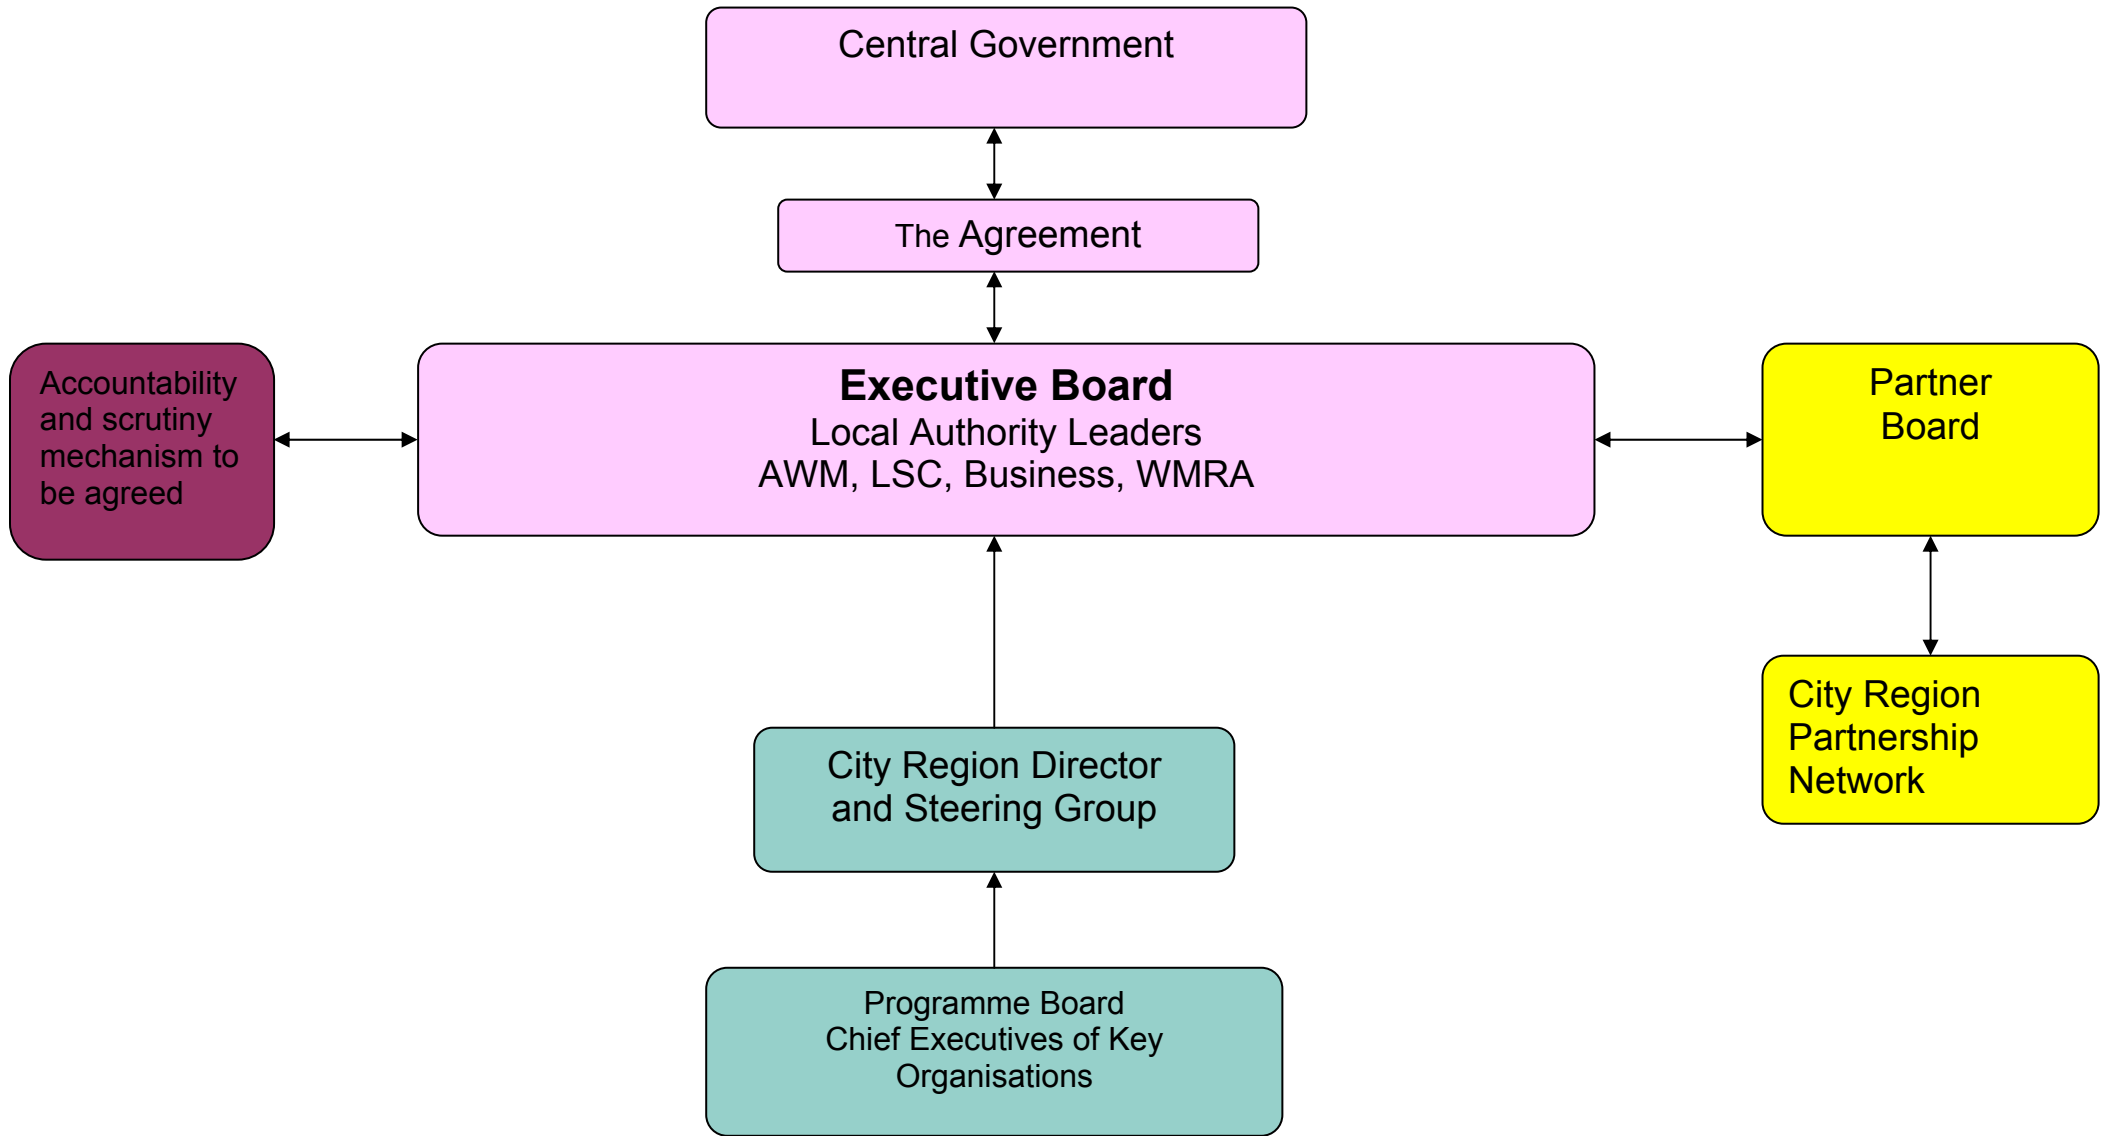 Central Government
The Agreement
Accountability
and scrutiny
mechanism to
be agreed
Executive Board
Local Authority Leaders
AWM, LSC, Business, WMRA
Partner
Board
City Region
Partnership
Network
City Region Director
and Steering Group
Programme Board
Chief Executives of Key
Organisations